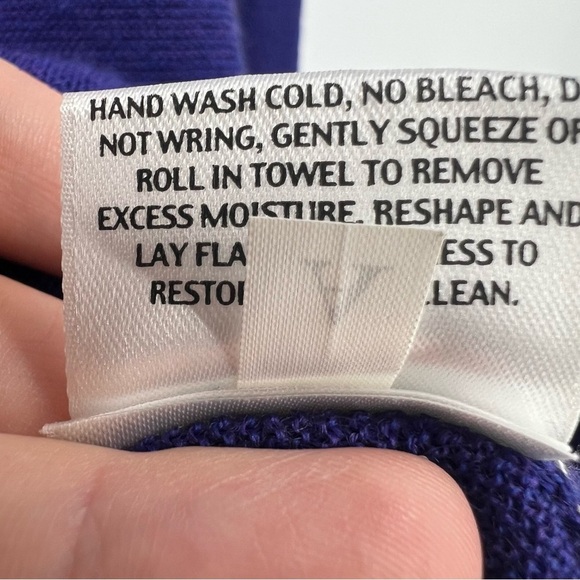 HAND WASH COLD, NO BLEACH, D
NOT WRING, GENTLY SQUEEZE OR
ROLL IN TOWEL TO REMOVE
EXCESS MOISTURE. RESHAPE AND
LAY FLA ESS TO
RESTO LEAN.